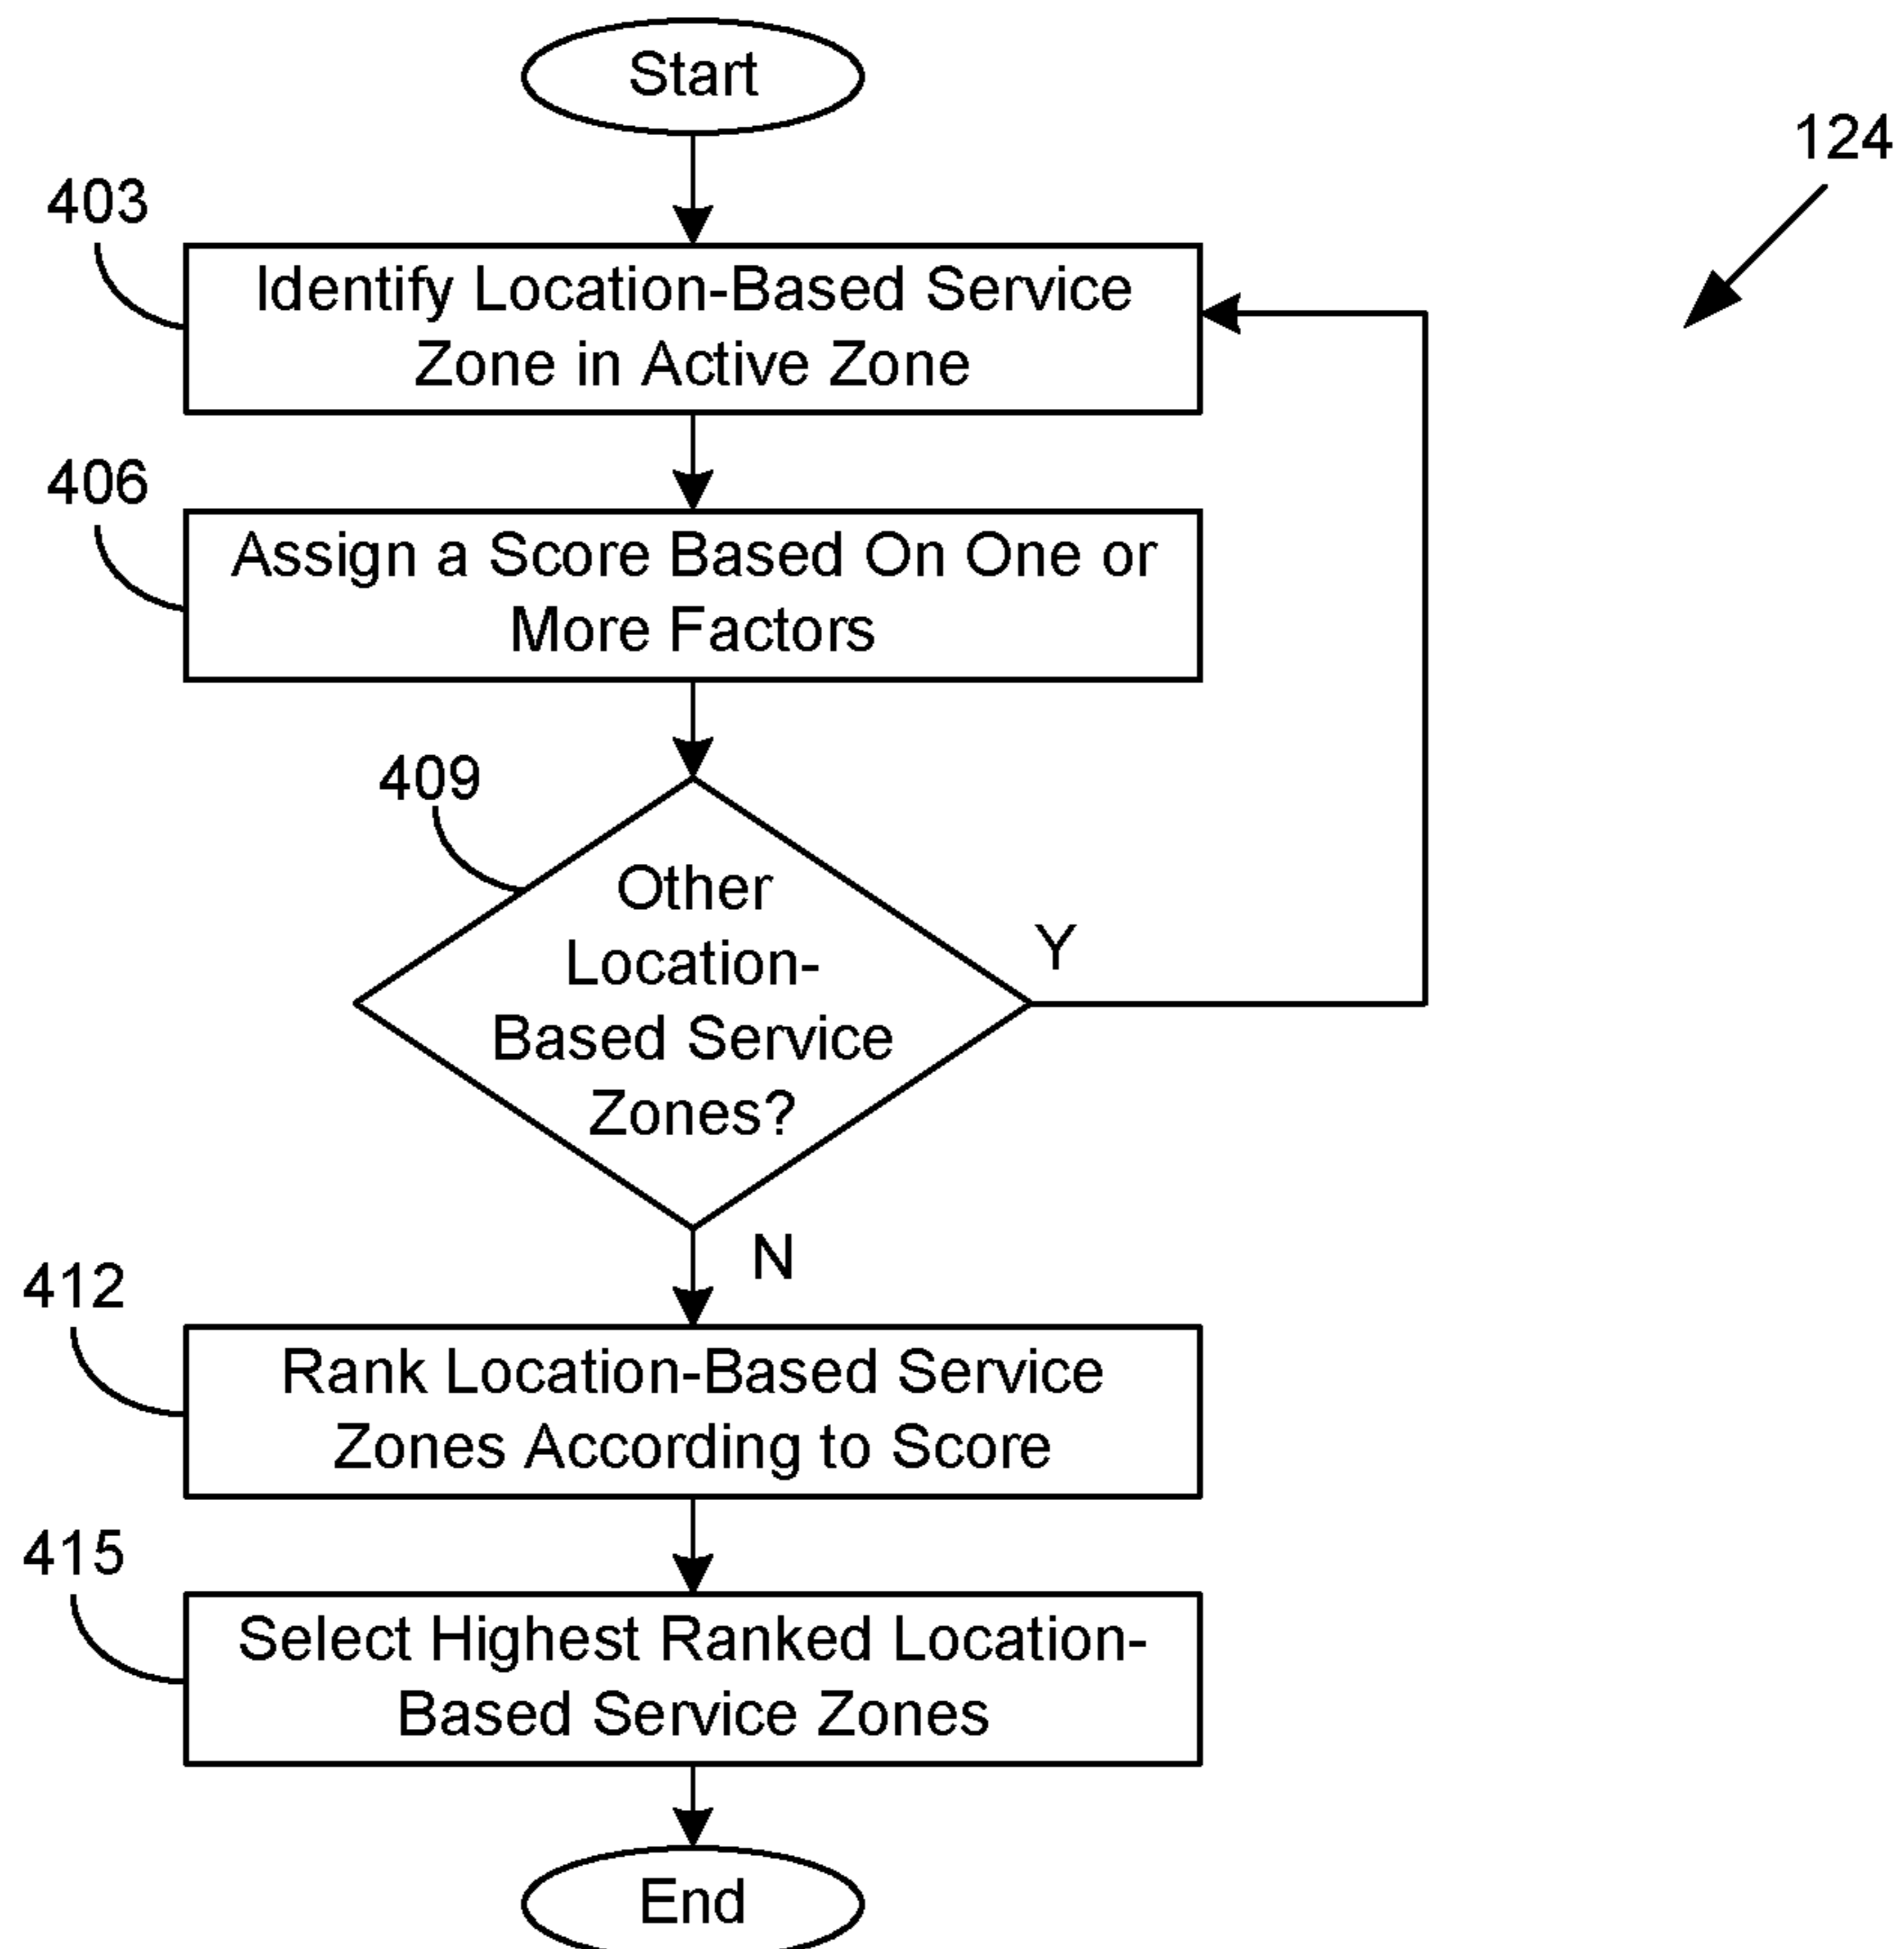 Start
124
403
Identify Location-Based Service
Zone in Active Zone
406
Assign a Score Based On One or
More Factors
409
Other
Location-
Based Service
Zones?
Y
N
412
Rank Location-Based Service
Zones According to Score
415
Select Highest Ranked Location-
Based Service Zones
End